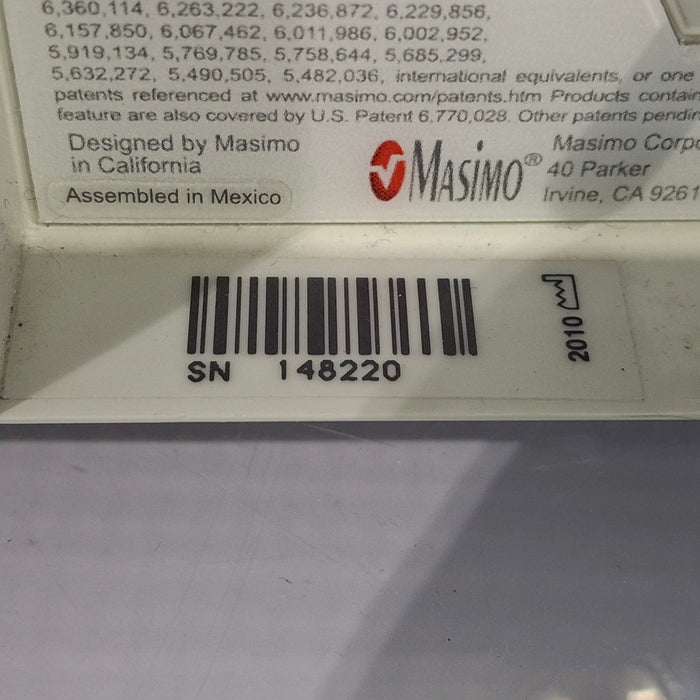 6,360,114, 6,263,222, 6,236,872, 6,229,856,
6,157,850, 6,067,462, 6,011,986, 6,002,952,
5,919,134, 5,769,785, 5,758,644, 5,685,299,
5,632,272, 5,490,505, 5,482,036, international equivalents, or one
patents referenced at www.masimo.com/patents.htm Products contain
feature are also covered by U.S. Patent 6,770,028. Other patents pendin
Designed by Masimo
in California
Assembled in Mexico
MASIMO®
Masimo Corpo
40 Parker
Irvine, CA 9261
SN 148220
2010